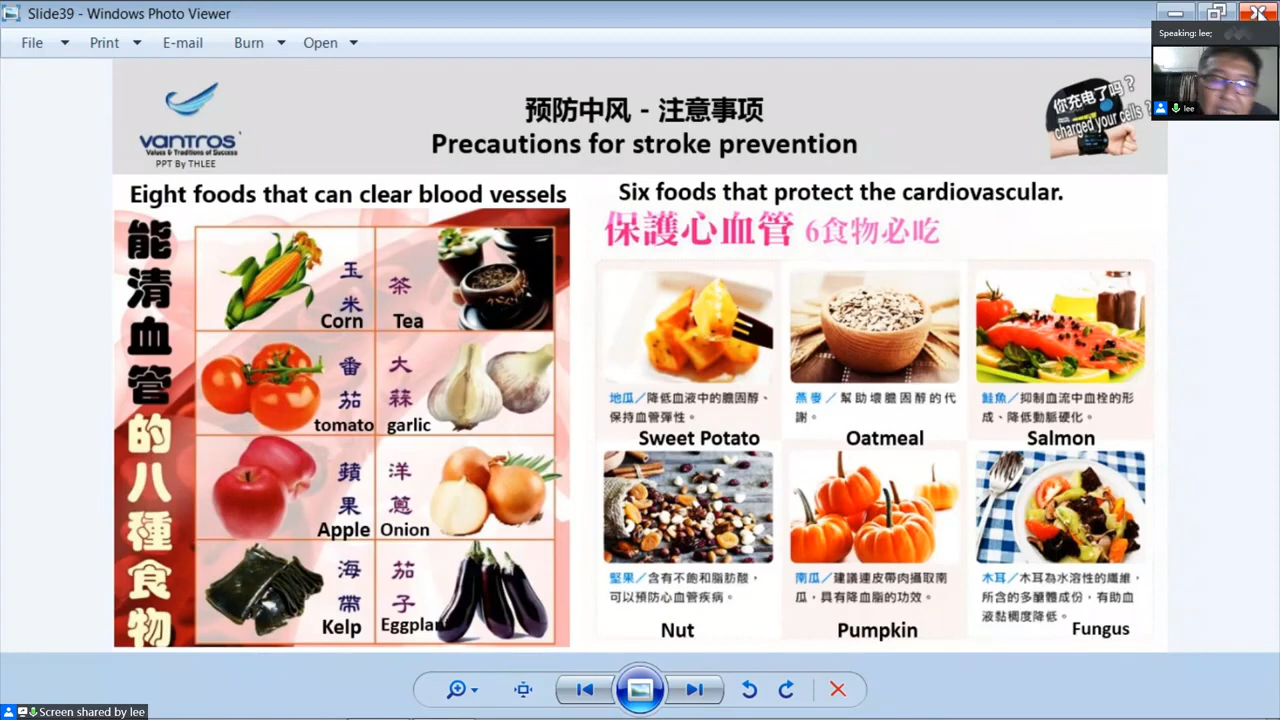 Slide39 - Windows Photo Viewer
File Print E-mail Burn Open
Speaking: lee;
lee
vantros
Values & Traditions of Success
PPT By THLEE
预防中风 - 注意事项
Precautions for stroke prevention
你充电了吗?
charged your cells ?
Eight foods that can clear blood vessels
能清血管的八種食物
玉米
Corn
茶
Tea
番茄
tomato
大蒜
garlic
蘋果
Apple
洋蔥
Onion
海帶
Kelp
茄子
Eggplan
Six foods that protect the cardiovascular.
保護心血管 6食物必吃
地瓜/降低血液中的膽固醇、
保持血管彈性。
Sweet Potato
燕麥/幫助壞膽固醇的代
謝。
Oatmeal
鮭魚/抑制血流中血栓的形
成、降低動脈硬化。
Salmon
堅果/含有不飽和脂肪酸,
可以預防心血管疾病。
Nut
南瓜/建議連皮帶肉攝取南
瓜,具有降血脂的功效。
Pumpkin
木耳/木耳為水溶性的纖維,
所含的多醣體成份,有助血
液黏稠度降低。
Fungus
Screen shared by lee